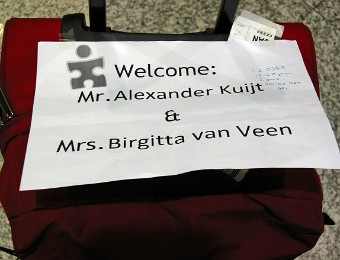 Welcome:
Mr. Alexander Kuijt
&
Mrs. Birgitta van Veen